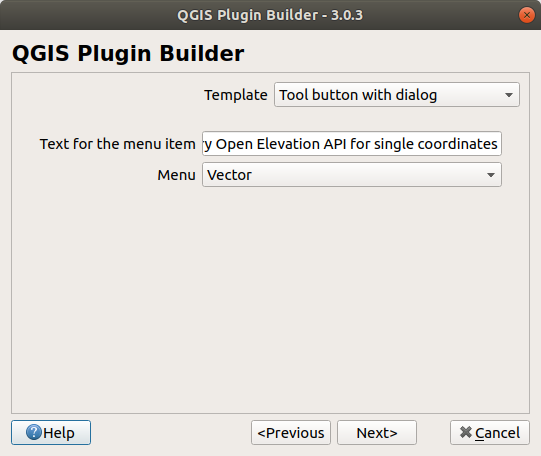 QGIS Plugin Builder - 3.0.3
QGIS Plugin Builder
Template Tool button with dialog
Text for the menu item y Open Elevation API for single coordinates
Menu Vector
Help <Previous Next> Cancel